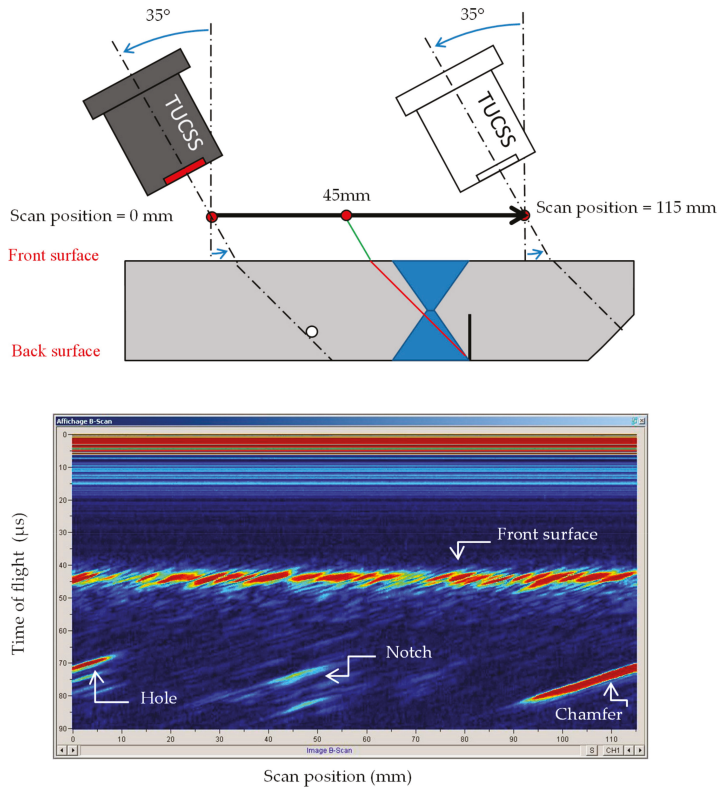 35°
35°
TUCSS
TUCSS
45mm
Scan position = 0 mm
Scan position = 115 mm
Front surface
Back surface
Affichage B-Scan
0
10
20
30
40
50
60
70
80
90
Time of flight (µs)
Front surface
Notch
Hole
Chamfer
0
10
20
30
40
50
60
70
80
90
100
110
Image B-Scan
S
CH1
Scan position (mm)